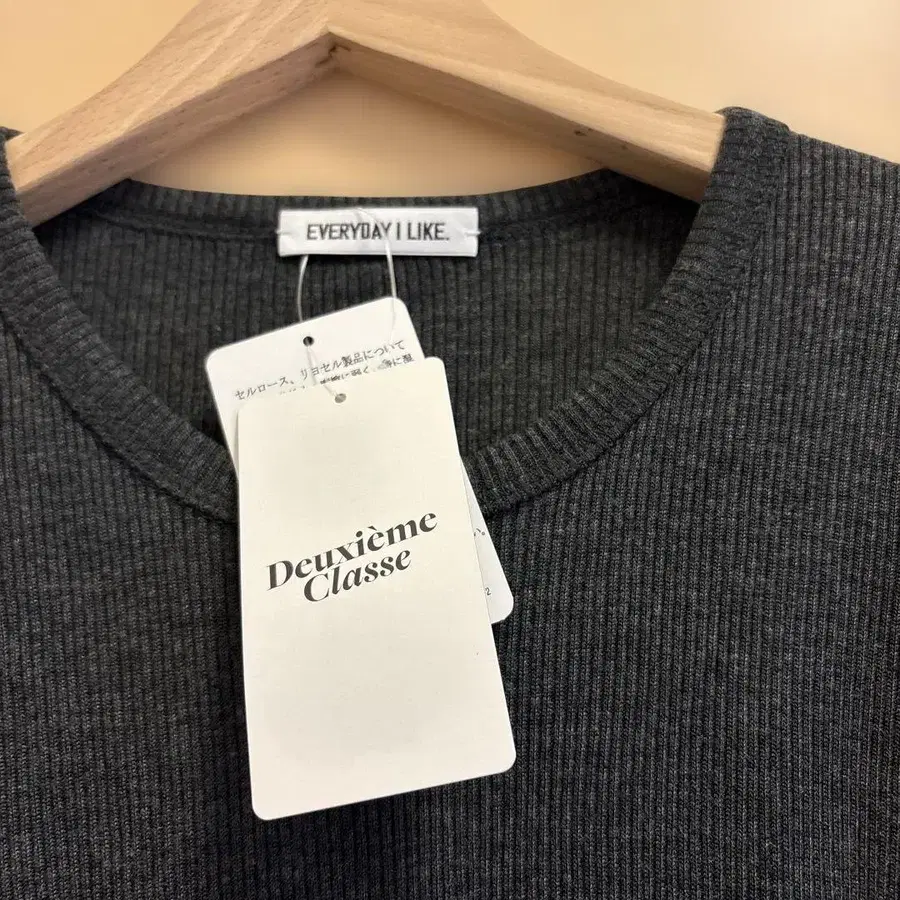 EVERYDAY I LIKE.
セルロース、リヨセル製品について
Deuxième
Classe
2